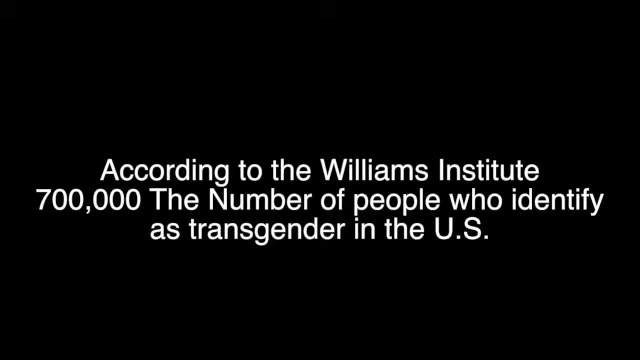 According to the Williams Institute
700,000 The Number of people who identify
as transgender in the U.S.